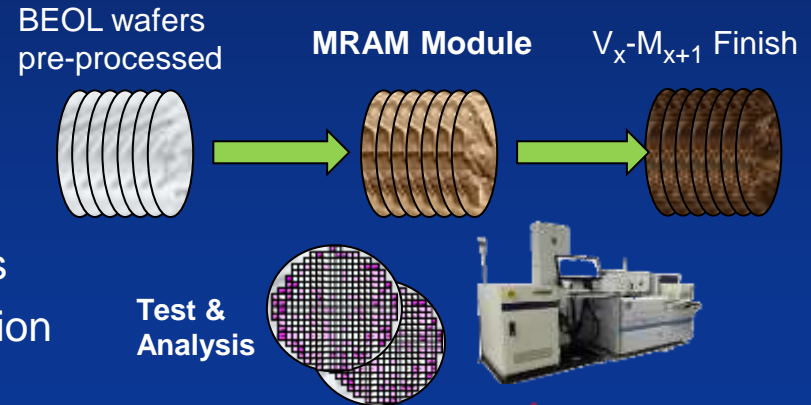 BEOL wafers
pre-processed
MRAM Module
Vx-Mx+1 Finish
Test &
Analysis